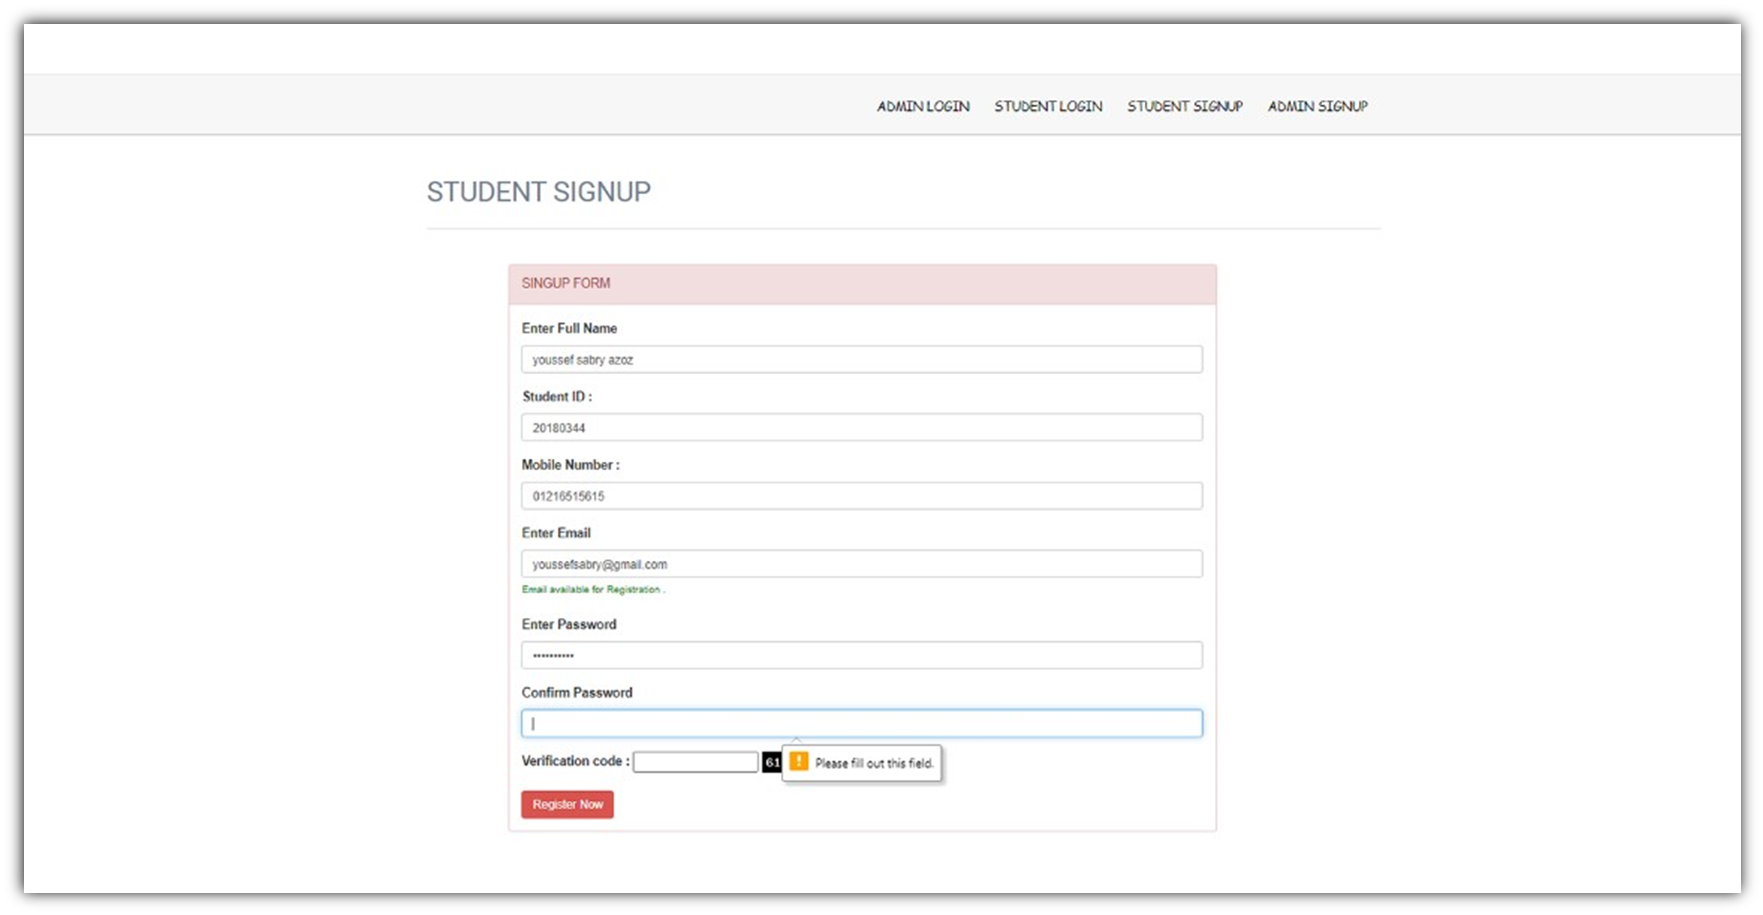 ADMIN LOGIN STUDENT LOGIN STUDENT SIGNUP ADMIN SIGNUP
STUDENT SIGNUP
SINGUP FORM
Enter Full Name
youssef sabry azoz
Student ID :
20180344
Mobile Number :
01216515615
Enter Email
youssefsabry@gmail.com
Email available for Registration .
Enter Password
••••••••••
Confirm Password
Verification code : 61
Please fill out this field.
Register Now